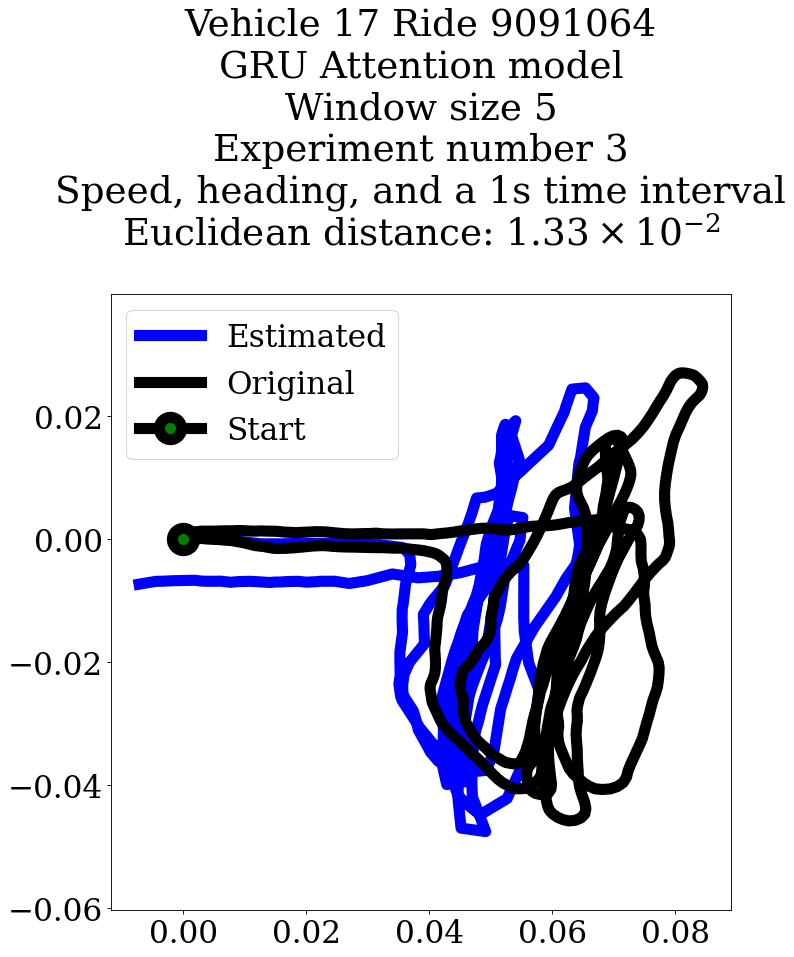 Vehicle 17 Ride 9091064
GRU Attention model
Window size 5
Experiment number 3
Speed, heading, and a 1s time interval
Euclidean distance: 1.33 × 10⁻²
Estimated
Original
Start
0.02
0.00
−0.02
−0.04
−0.06
0.00 0.02 0.04 0.06 0.08